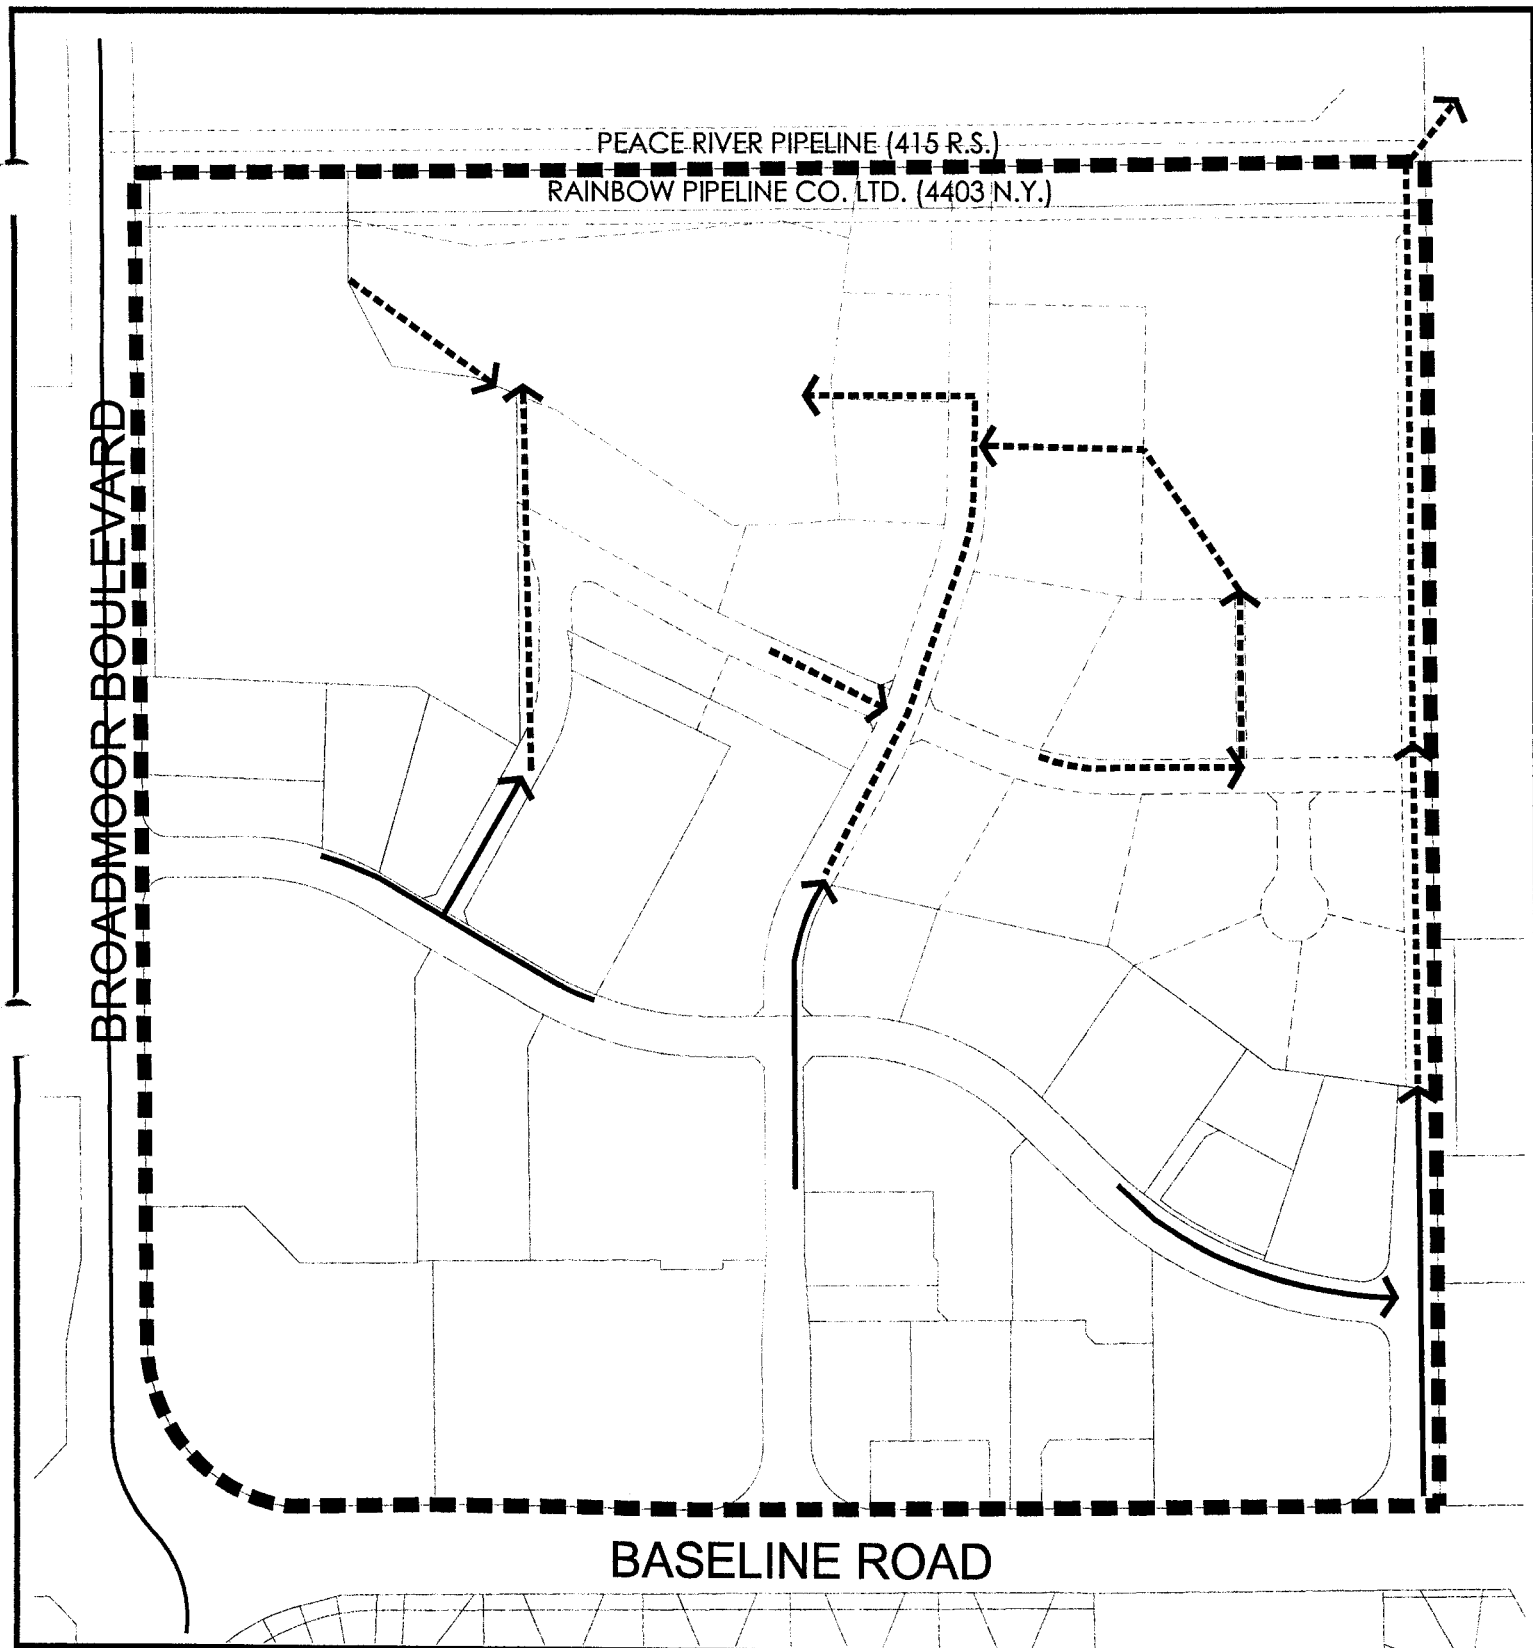 PEACE RIVER PIPELINE (415 R.S.)
RAINBOW PIPELINE CO. LTD. (4403 N.Y.)
BROADMOOR BOULEVARD
BASELINE ROAD